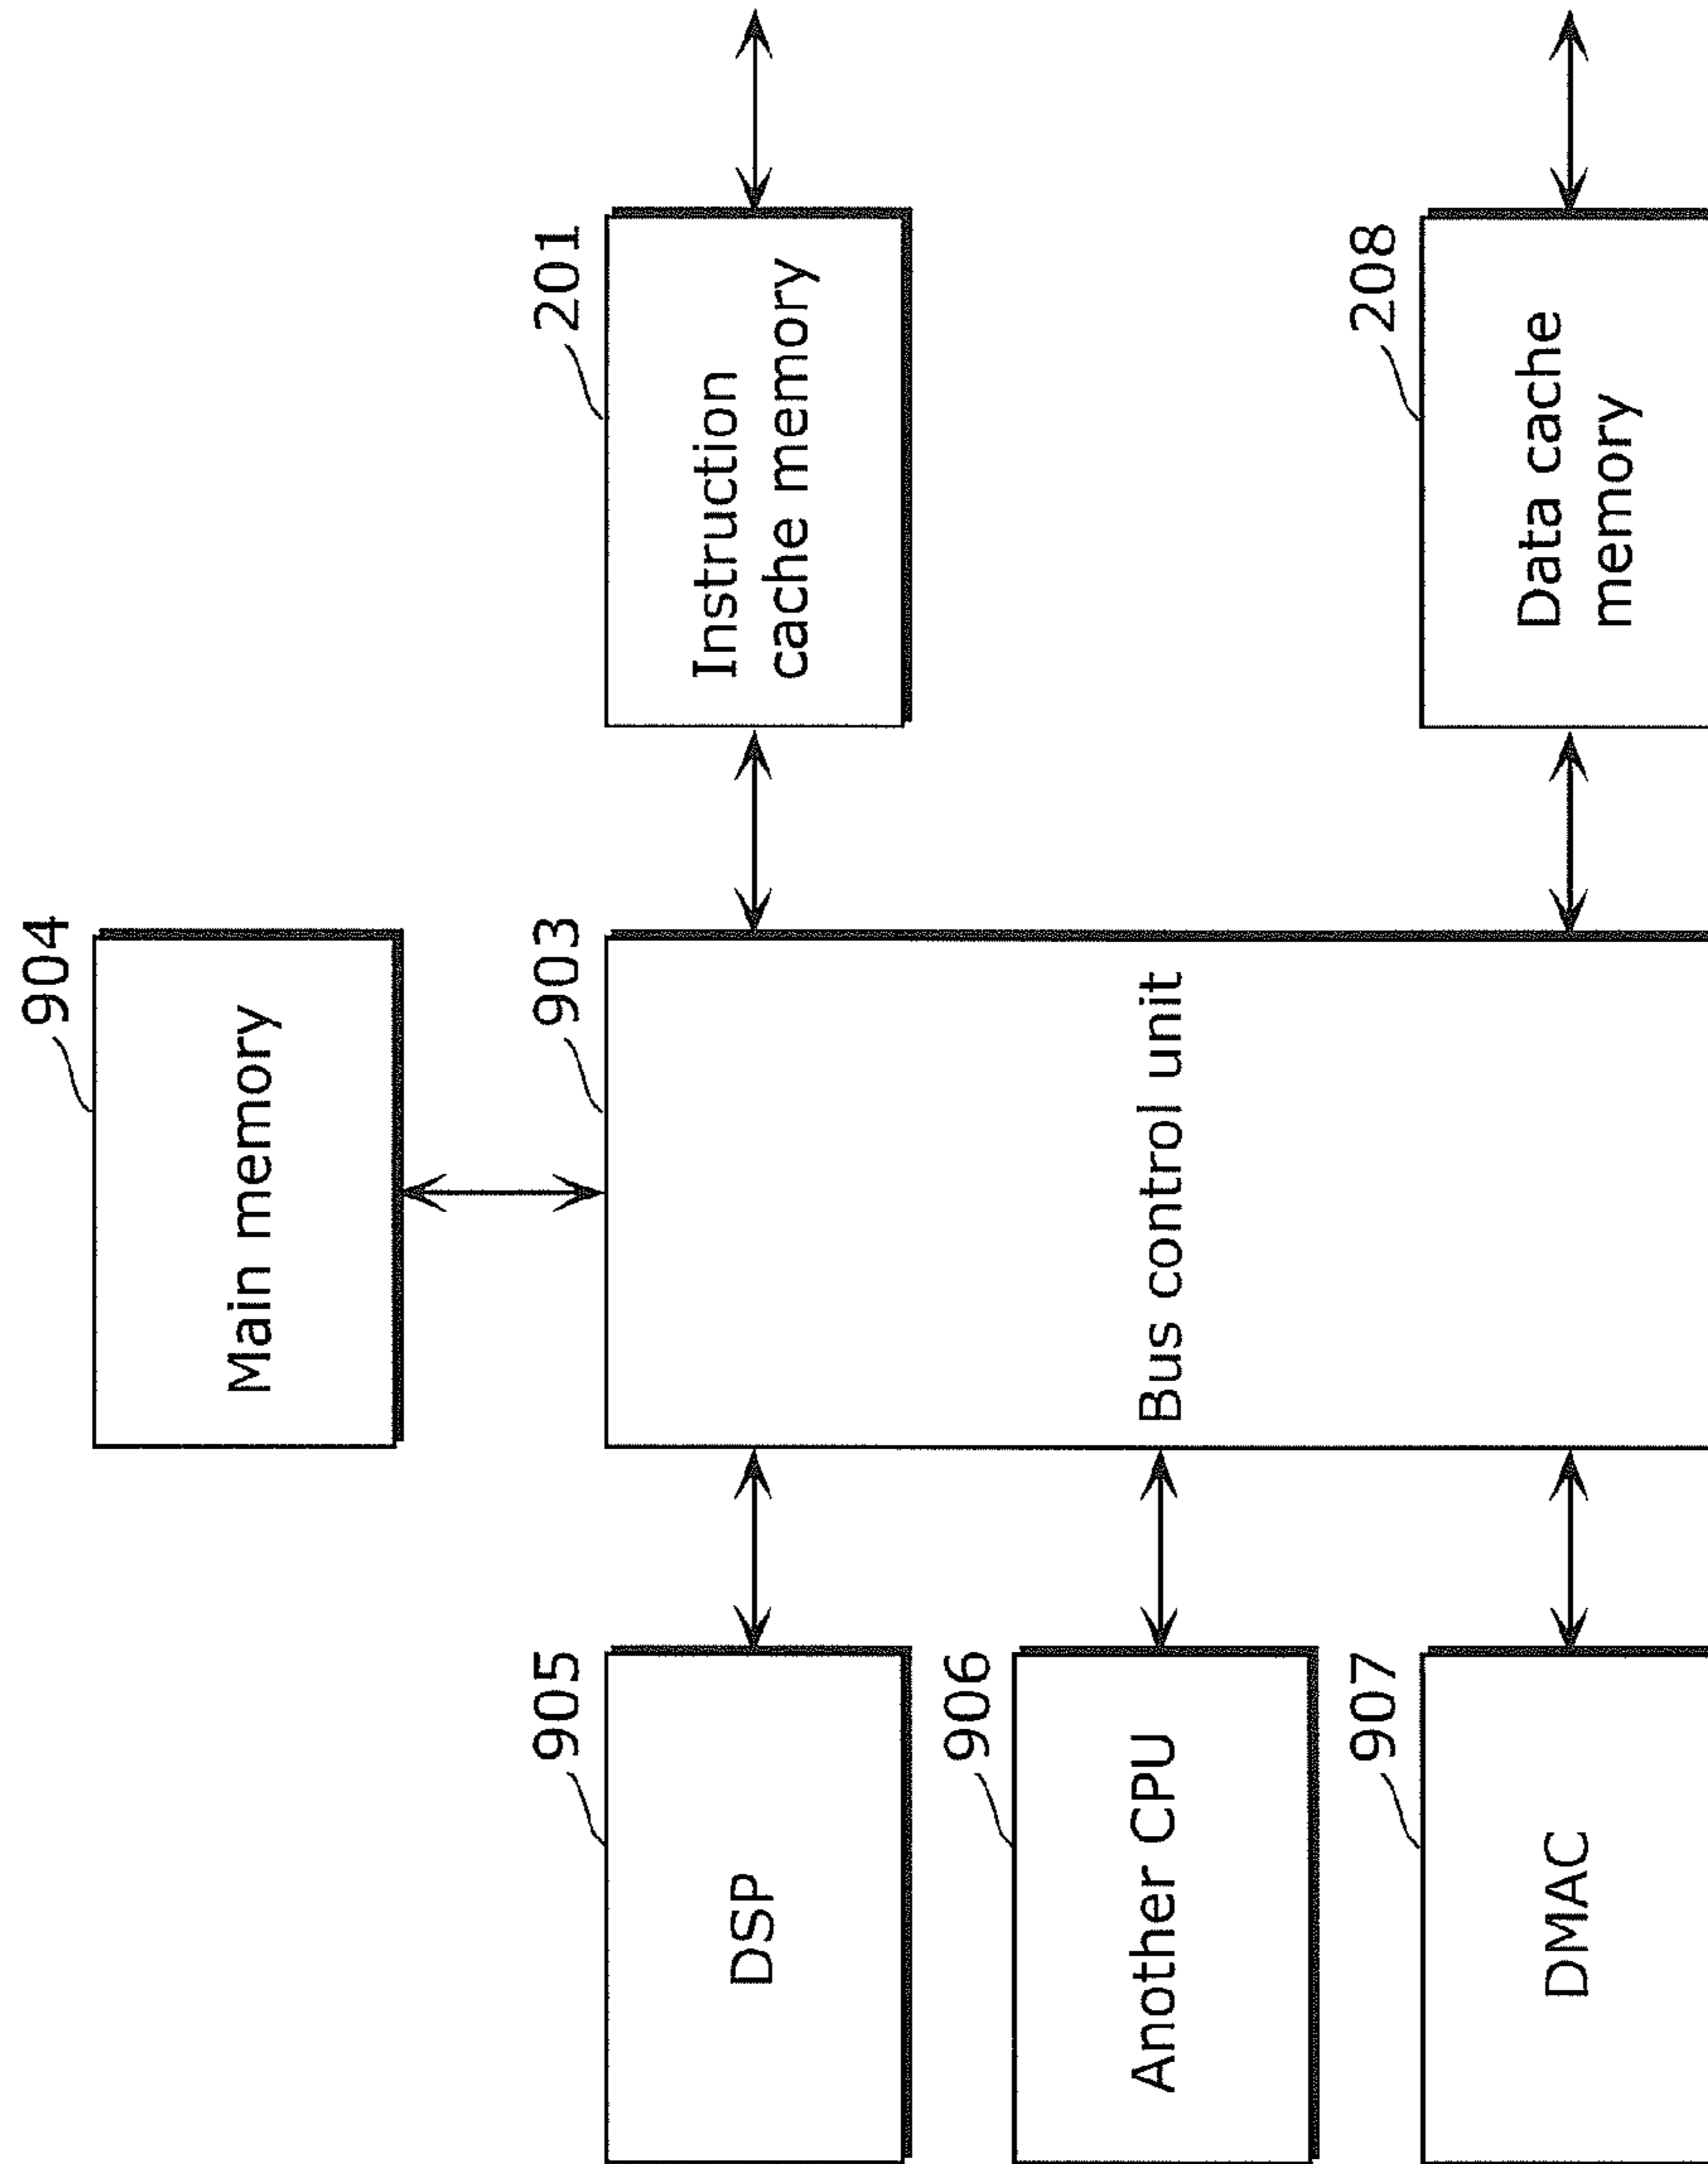 904
Main memory
905
903
201
DSP
Instruction
cache memory
906
Another CPU
Bus control unit
907
208
DMAC
Data cache
memory